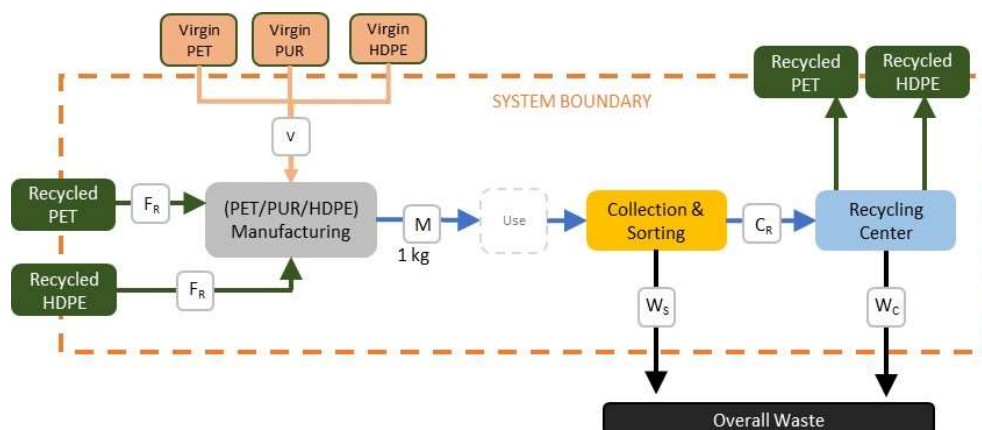 Virgin
PET
Virgin
PUR
Virgin
HDPE
Recycled
PET
Recycled
HDPE
SYSTEM BOUNDARY
V
Recycled
PET
F_R
(PET/PUR/HDPE)
Manufacturing
M
1 kg
Use
Collection &
Sorting
C_R
Recycling
Center
Recycled
HDPE
F_R
W_S
W_C
Overall Waste